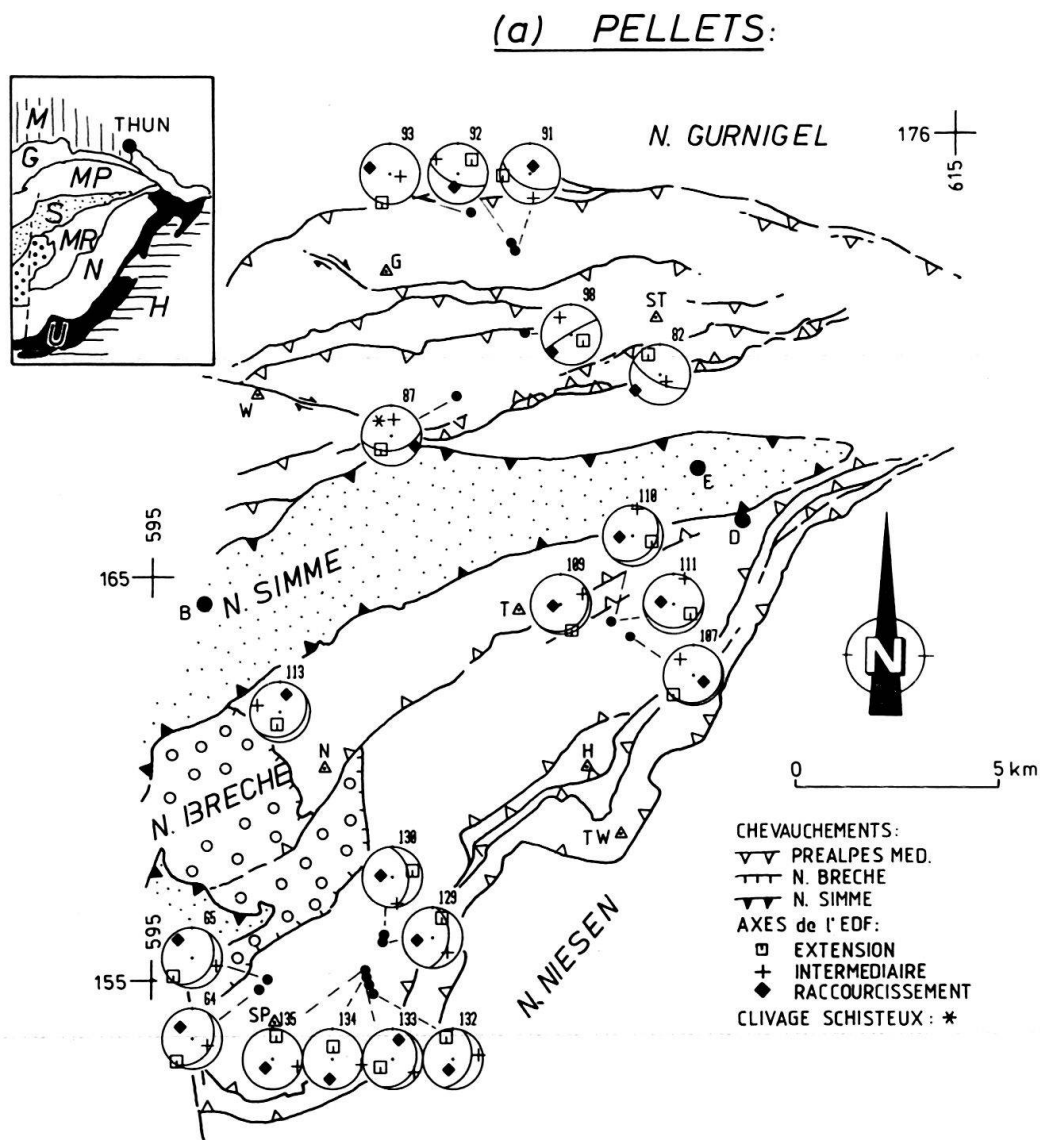 (a) PELLETS:
M
THUN
G
MP
S
MR
N
H
U
93
92
91
N. GURNIGEL
176
615
G
98
ST
82
W
87
E
110
D
595
165
B
N. SIMME
109
T
111
107
N
113
N
H
0 5 km
N. BRECHE
TW
130
129
N. NIESEN
CHEVAUCHEMENTS:
PREALPES MED.
N. BRECHE
N. SIMME
AXES de l'EDF:
EXTENSION
INTERMEDIAIRE
RACCOURCISSEMENT
CLIVAGE SCHISTEUX: *
65
595
155
64
SP
135
134
133
132